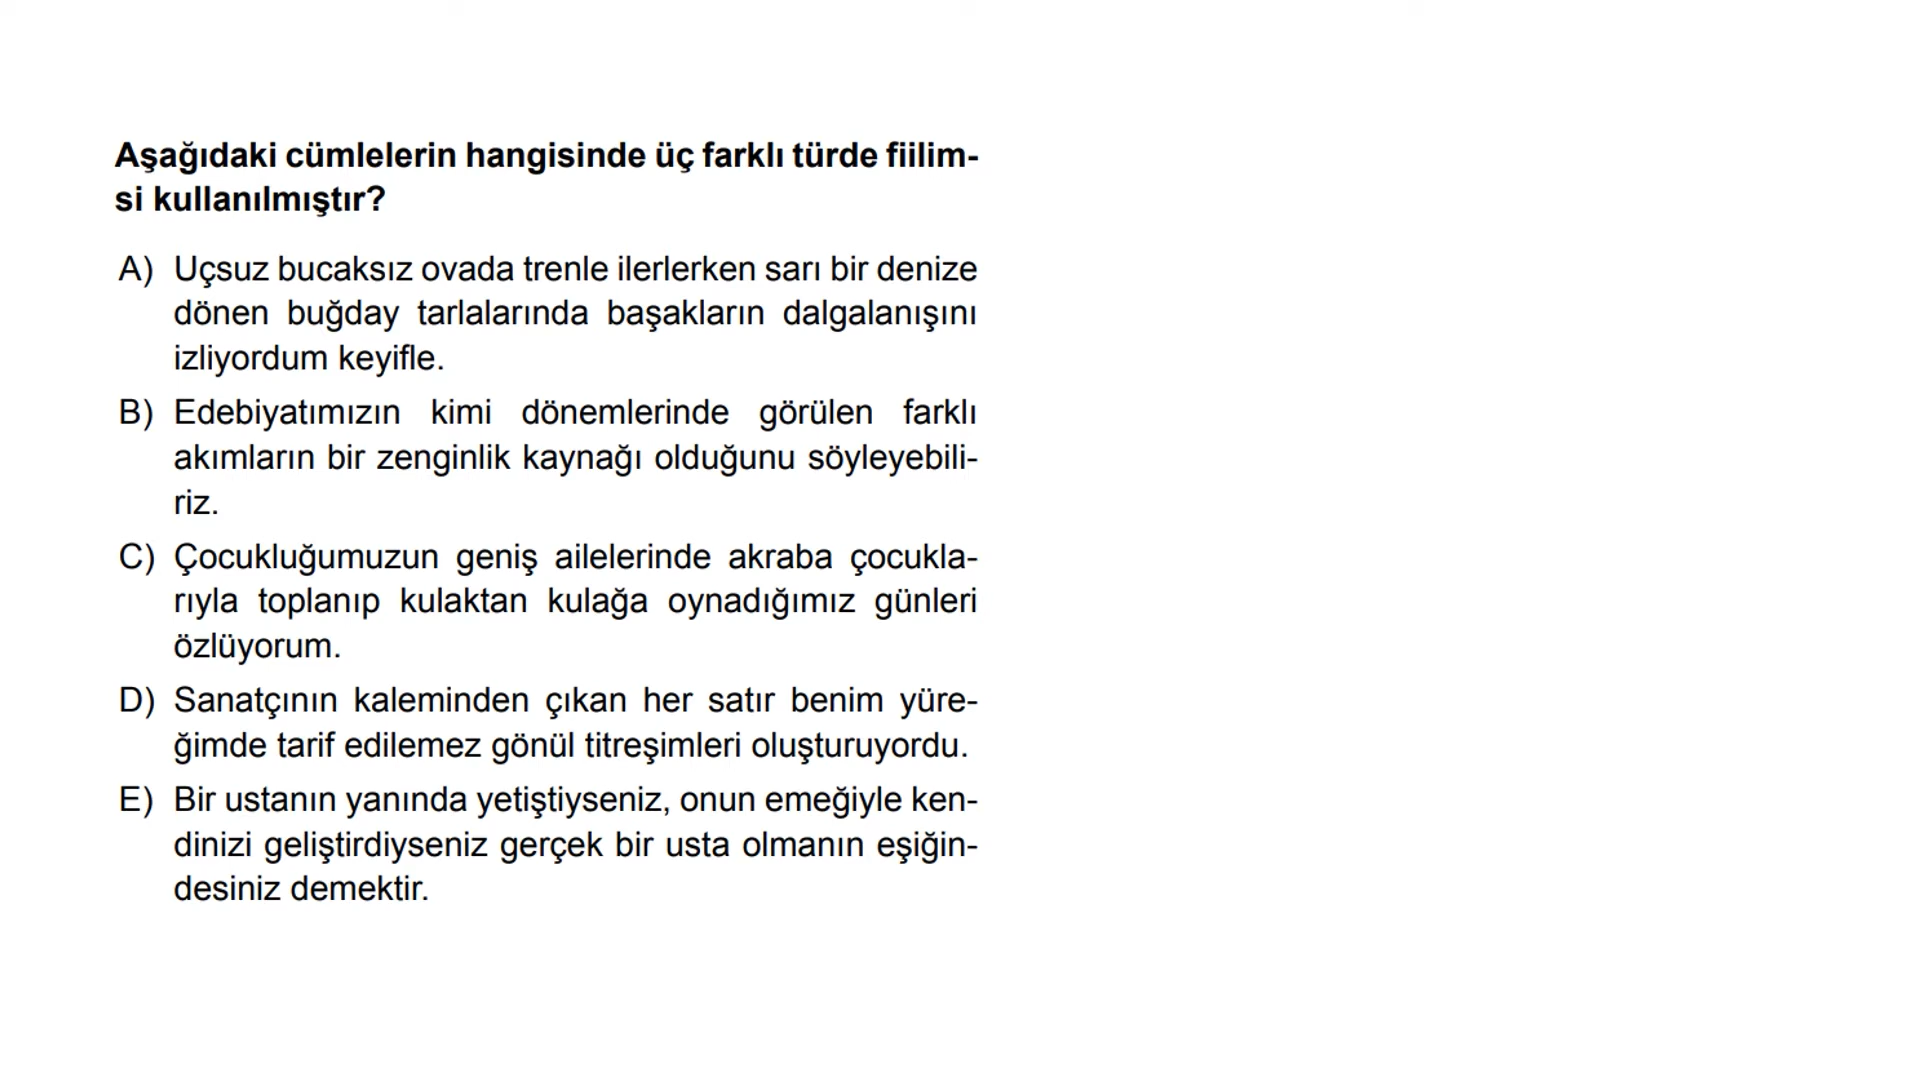 Aşağıdaki cümlelerin hangisinde üç farklı türde fiilim-
si kullanılmıştır?
A) Uçsuz bucaksız ovada trenle ilerlerken sarı bir denize
dönen buğday tarlalarında başakların dalgalanışını
izliyordum keyifle.
B) Edebiyatımızın kimi dönemlerinde görülen farklı
akımların bir zenginlik kaynağı olduğunu söyleyebili-
riz.
C) Çocukluğumuzun geniş ailelerinde akraba çocukla-
rıyla toplanıp kulaktan kulağa oynadığımız günleri
özlüyorum.
D) Sanatçının kaleminden çıkan her satır benim yüre-
ğimde tarif edilemez gönül titreşimleri oluşturuyordu.
E) Bir ustanın yanında yetiştiyseniz, onun emeğiyle ken-
dinizi geliştirdiyseniz gerçek bir usta olmanın eşiğin-
desiniz demektir.